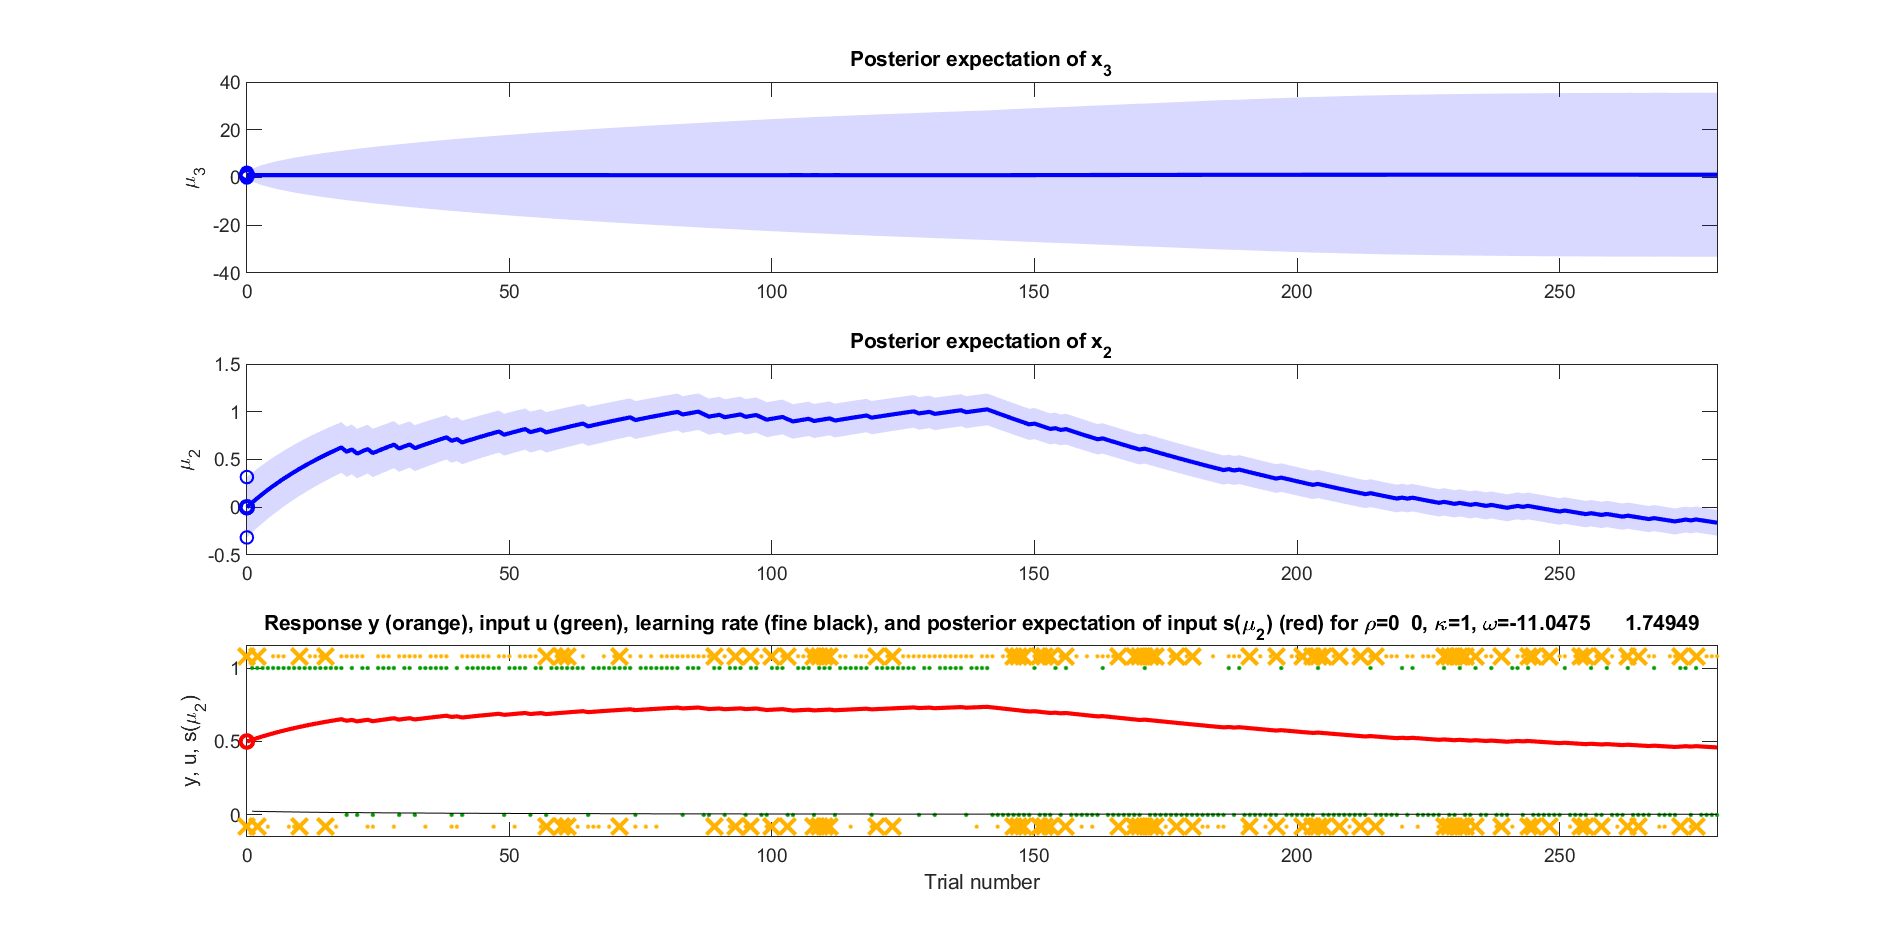 Posterior expectation of x3
μ3
40
20
0
-20
-40
0 50 100 150 200 250
Posterior expectation of x2
μ2
1.5
1
0.5
0
-0.5
0 50 100 150 200 250
Response y (orange), input u (green), learning rate (fine black), and posterior expectation of input s(μ2) (red) for ρ=0 0, κ=1, ω=-11.0475 1.74949
y, u, s(μ2)
1
0.5
0
0 50 100 150 200 250
Trial number